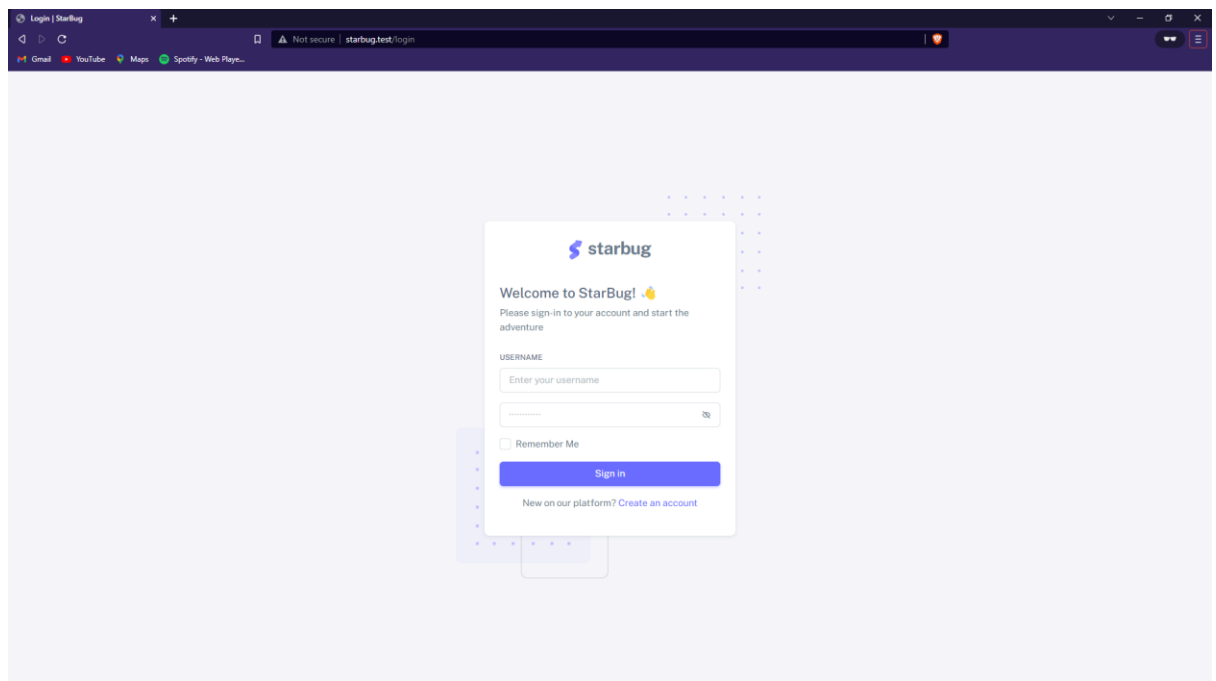 Login | StarBug
Not secure | starbug.test/login
Gmail YouTube Maps Spotify - Web Playe...
starbug
Welcome to StarBug! 👋
Please sign-in to your account and start the
adventure
USERNAME
Enter your username
············
Remember Me
Sign in
New on our platform? Create an account